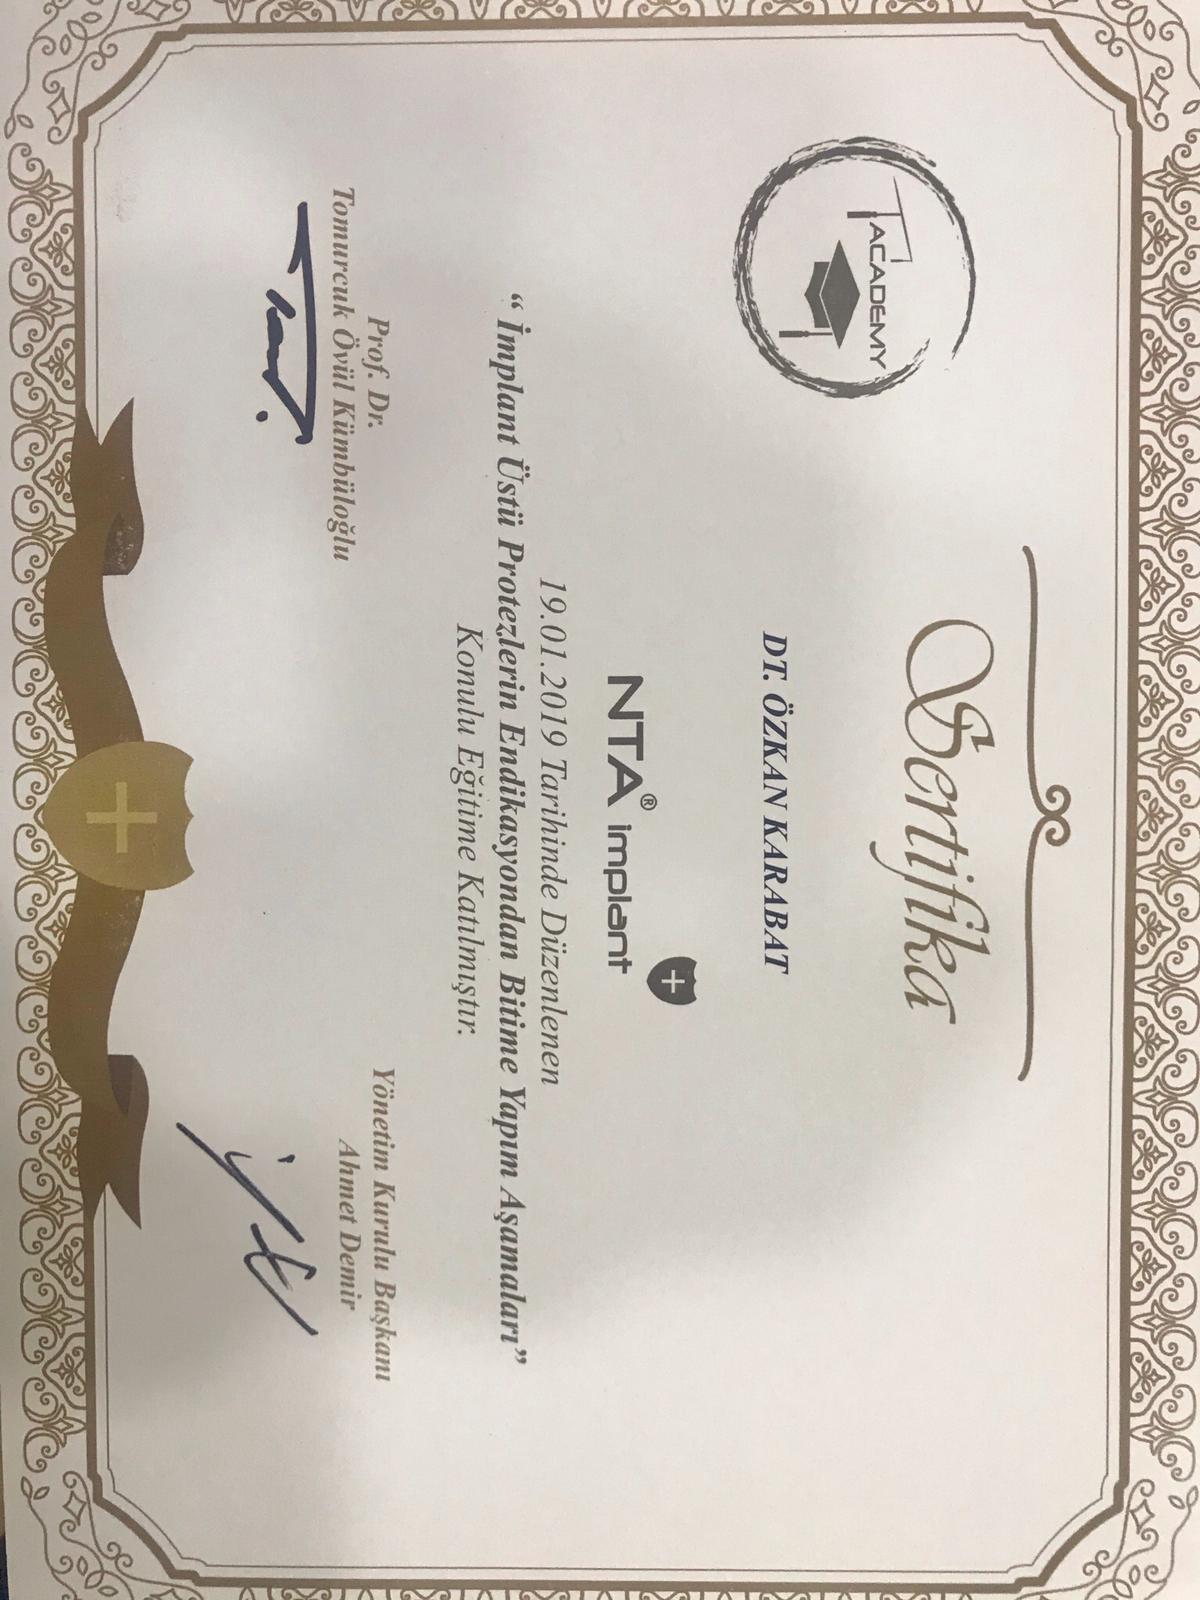 ACADEMY
Sertifika
DT. ÖZKAN KARABAT
NTA® implant
19.01.2019 Tarihinde Düzenlenen
“ İmplant Üstü Protezlerin Endikasyondan Bitime Yapım Aşamaları”
Konulu Eğitime Katılmıştır.
Prof. Dr.
Tomurcuk Övül Kümbüloğlu
Yönetim Kurulu Başkanı
Ahmet Demir